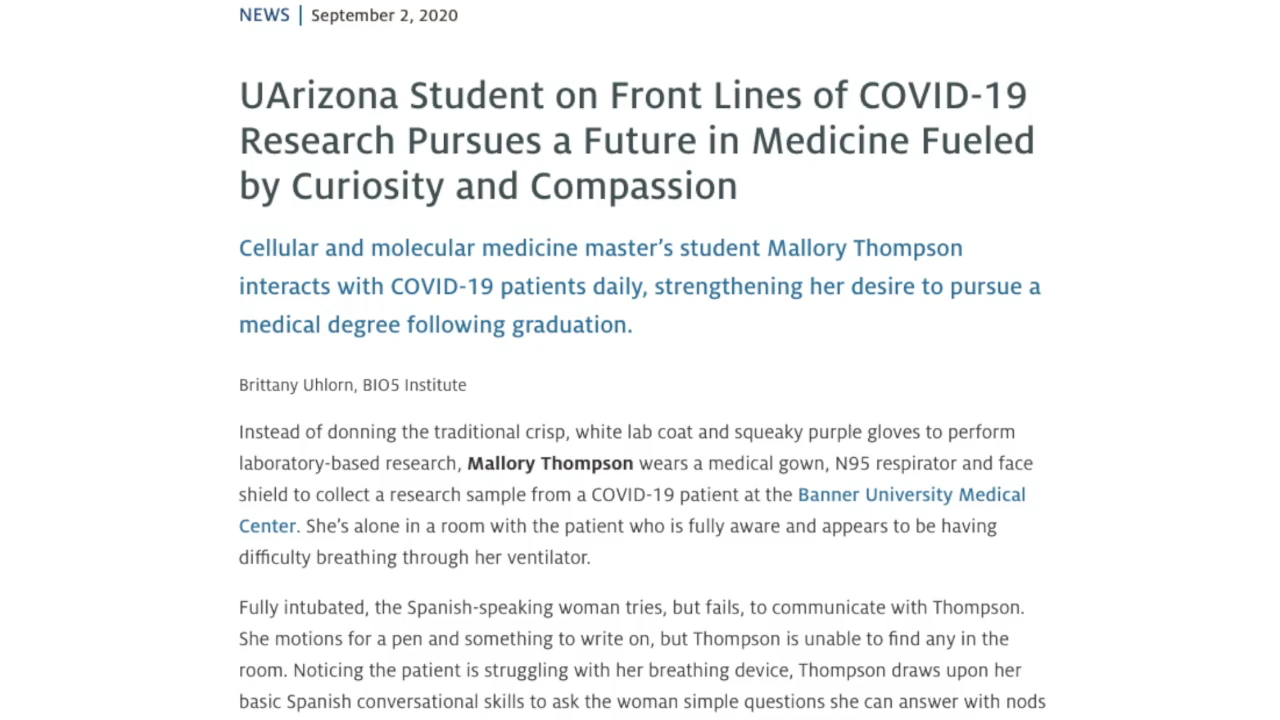 NEWS | September 2, 2020
UArizona Student on Front Lines of COVID-19
Research Pursues a Future in Medicine Fueled
by Curiosity and Compassion
Cellular and molecular medicine master’s student Mallory Thompson
interacts with COVID-19 patients daily, strengthening her desire to pursue a
medical degree following graduation.
Brittany Uhlorn, BIO5 Institute
Instead of donning the traditional crisp, white lab coat and squeaky purple gloves to perform
laboratory-based research, Mallory Thompson wears a medical gown, N95 respirator and face
shield to collect a research sample from a COVID-19 patient at the Banner University Medical
Center. She’s alone in a room with the patient who is fully aware and appears to be having
difficulty breathing through her ventilator.
Fully intubated, the Spanish-speaking woman tries, but fails, to communicate with Thompson.
She motions for a pen and something to write on, but Thompson is unable to find any in the
room. Noticing the patient is struggling with her breathing device, Thompson draws upon her
basic Spanish conversational skills to ask the woman simple questions she can answer with nods